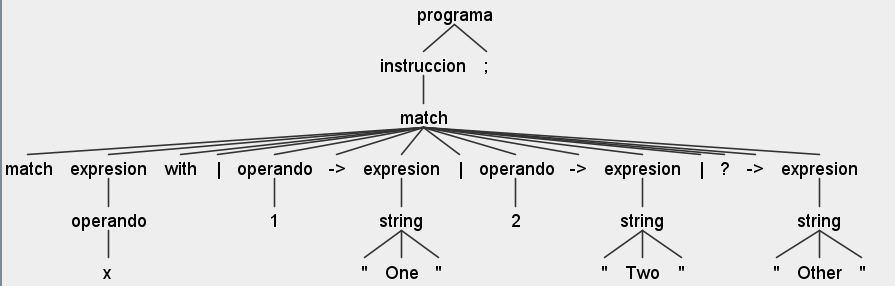 programa
instruccion ;
match
match expresion with | operando -> expresion | operando -> expresion | ? -> expresion
operando 1 string 2 string string
x " One " " Two " " Other "